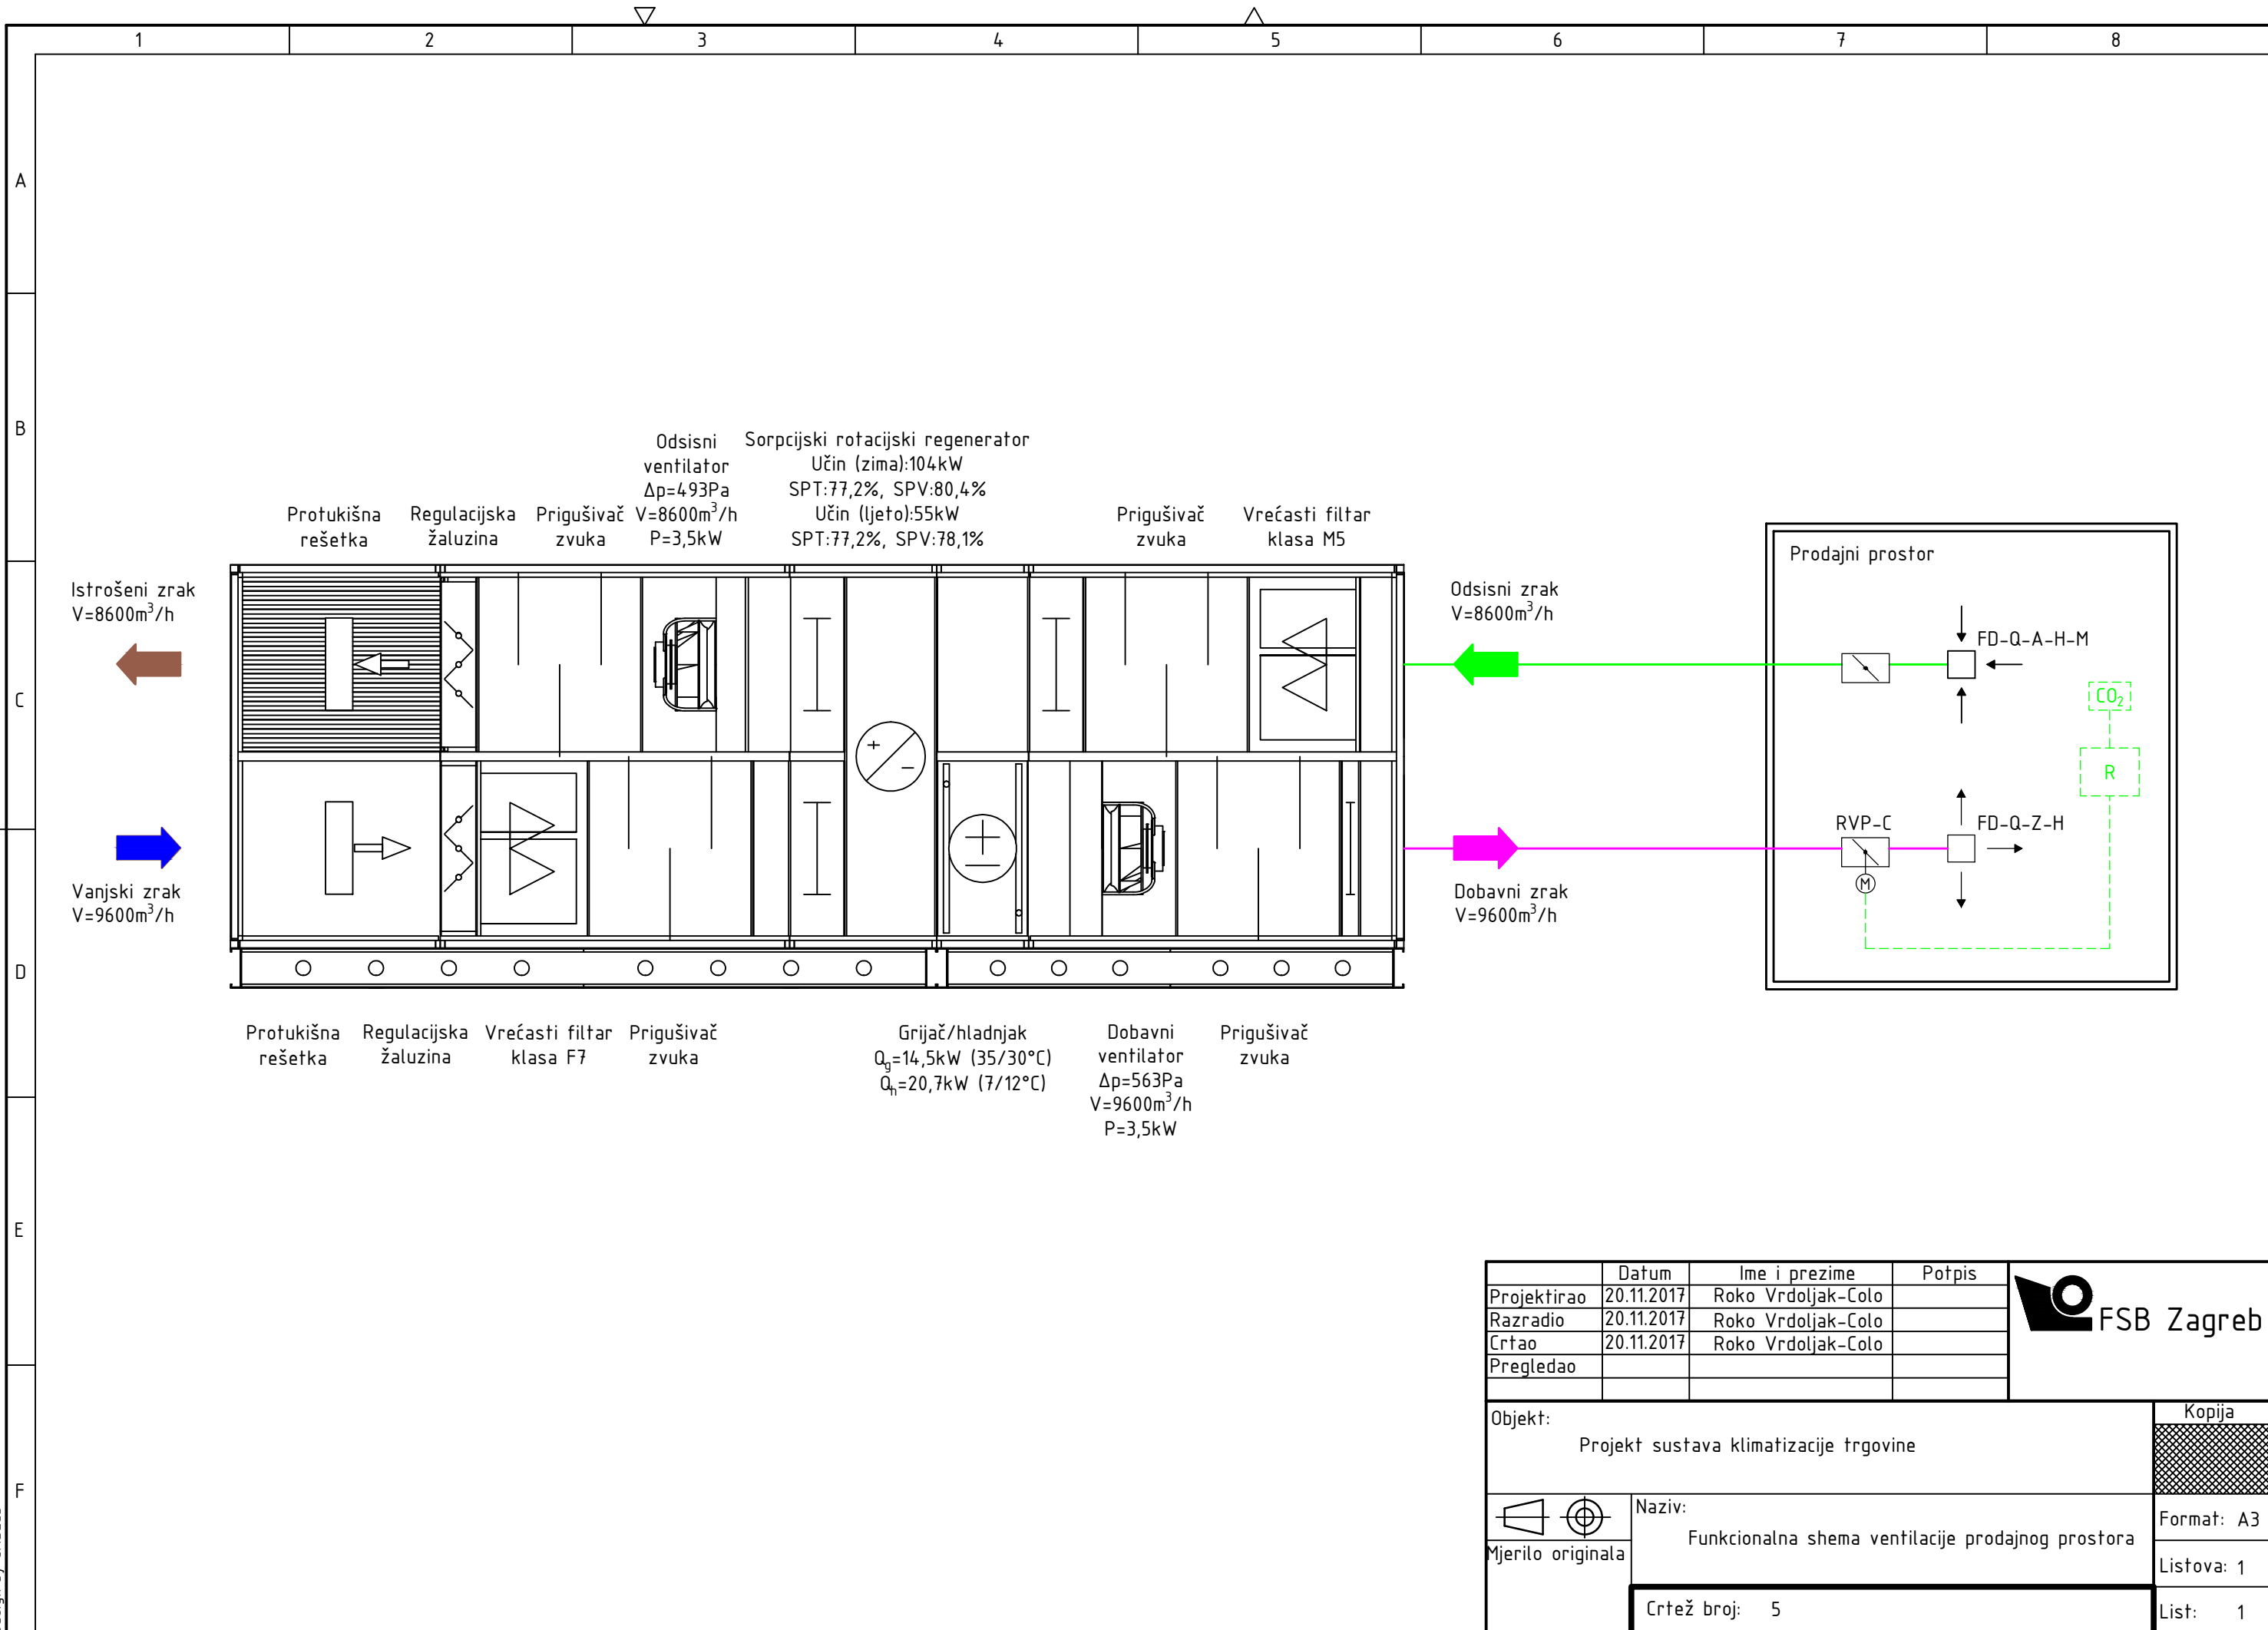 1 2 3 4 5 6 7 8
A
B
C
D
E
F
Odsisni
ventilator
Δp=493Pa
V=8600m³/h
P=3,5kW
Sorpcijski rotacijski regenerator
Učin (zima):104kW
SPT:77,2%, SPV:80,4%
Učin (ljeto):55kW
SPT:77,2%, SPV:78,1%
Protukišna
rešetka
Regulacijska
žaluzina
Prigušivač
zvuka
Prigušivač
zvuka
Vrećasti filtar
klasa M5
Istrošeni zrak
V=8600m³/h
Odsisni zrak
V=8600m³/h
Prodajni prostor
FD-Q-A-H-M
CO₂
R
RVP-C
FD-Q-Z-H
M
Vanjski zrak
V=9600m³/h
Dobavni zrak
V=9600m³/h
Protukišna
rešetka
Regulacijska
žaluzina
Vrećasti filtar
klasa F7
Prigušivač
zvuka
Grijač/hladnjak
Qg=14,5kW (35/30°C)
Qh=20,7kW (7/12°C)
Dobavni
ventilator
Δp=563Pa
V=9600m³/h
P=3,5kW
Prigušivač
zvuka
Datum Ime i prezime Potpis
Projektirao 20.11.2017 Roko Vrdoljak-Colo
Razradio 20.11.2017 Roko Vrdoljak-Colo
Crtao 20.11.2017 Roko Vrdoljak-Colo
Pregledao
FSB Zagreb
Objekt:
Projekt sustava klimatizacije trgovine
Kopija
Naziv:
Funkcionalna shema ventilacije prodajnog prostora
Format: A3
Mjerilo originala
Listova: 1
Crtež broj: 5
List: 1